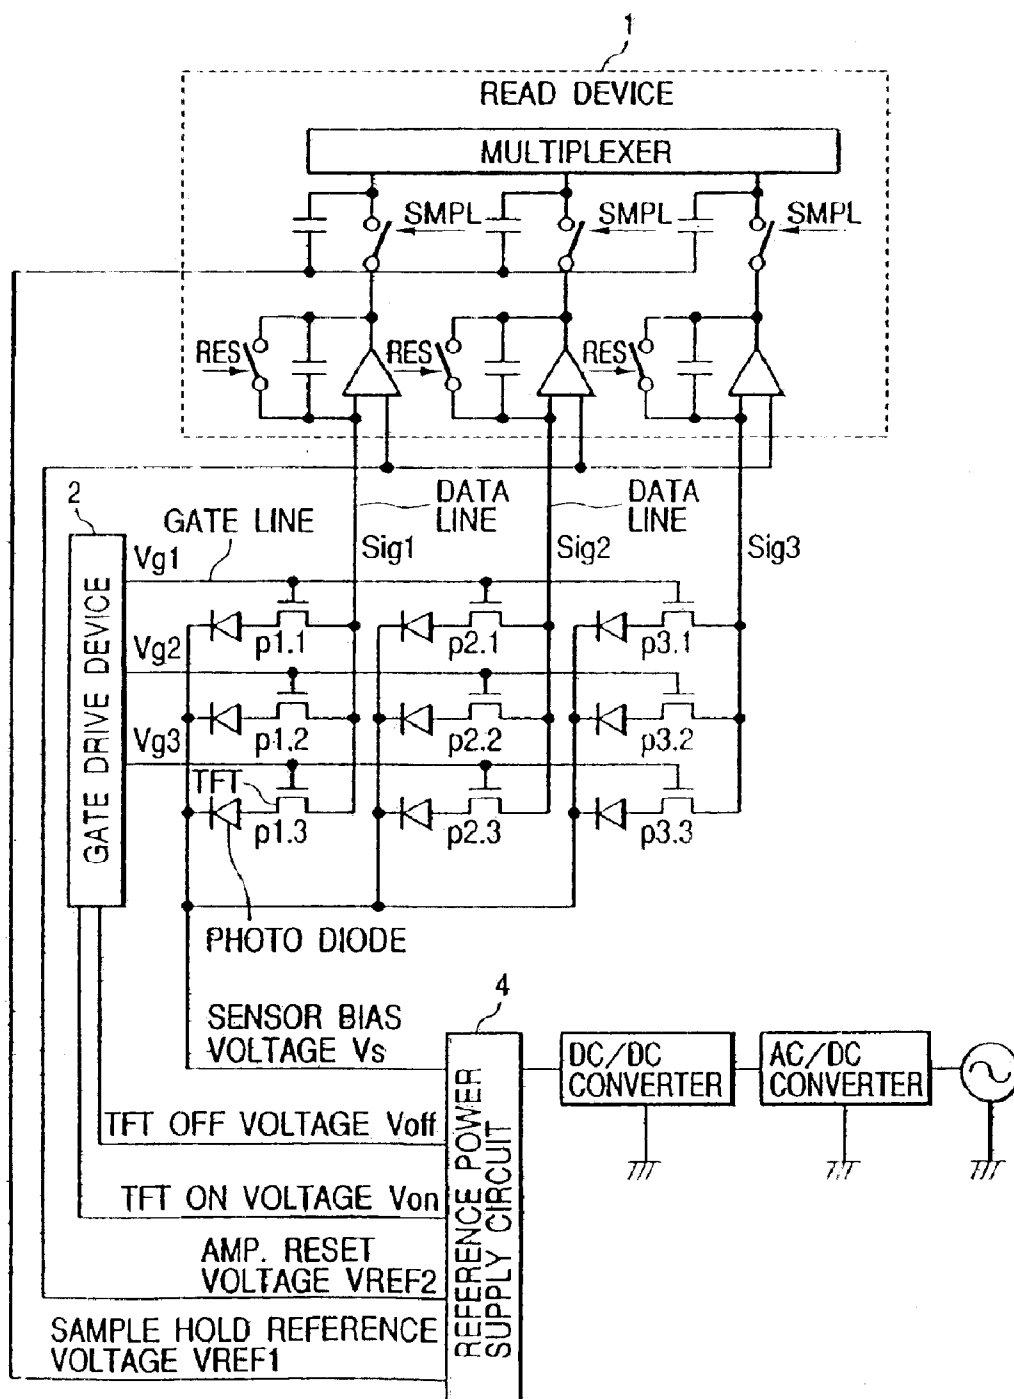 1
READ DEVICE
MULTIPLEXER
SMPL
SMPL
SMPL
RES
RES
RES
2
GATE LINE
DATA
LINE
DATA
LINE
Vg1
Sig1
Sig2
Sig3
p1.1
p2.1
p3.1
Vg2
p1.2
p2.2
p3.2
Vg3
TFT
p1.3
p2.3
p3.3
GATE DRIVE DEVICE
PHOTO DIODE
4
SENSOR BIAS
VOLTAGE Vs
DC/DC
CONVERTER
AC/DC
CONVERTER
TFT OFF VOLTAGE Voff
TFT ON VOLTAGE Von
AMP. RESET
VOLTAGE VREF2
SAMPLE HOLD REFERENCE
VOLTAGE VREF1
REFERENCE POWER
SUPPLY CIRCUIT